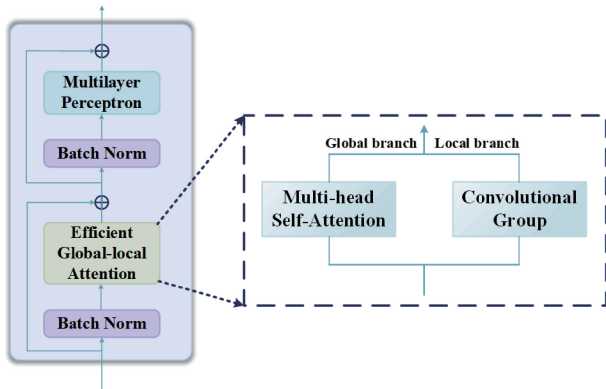 Multilayer
Perceptron
Batch Norm
Efficient
Global-local
Attention
Batch Norm
Global branch
Local branch
Multi-head
Self-Attention
Convolutional
Group